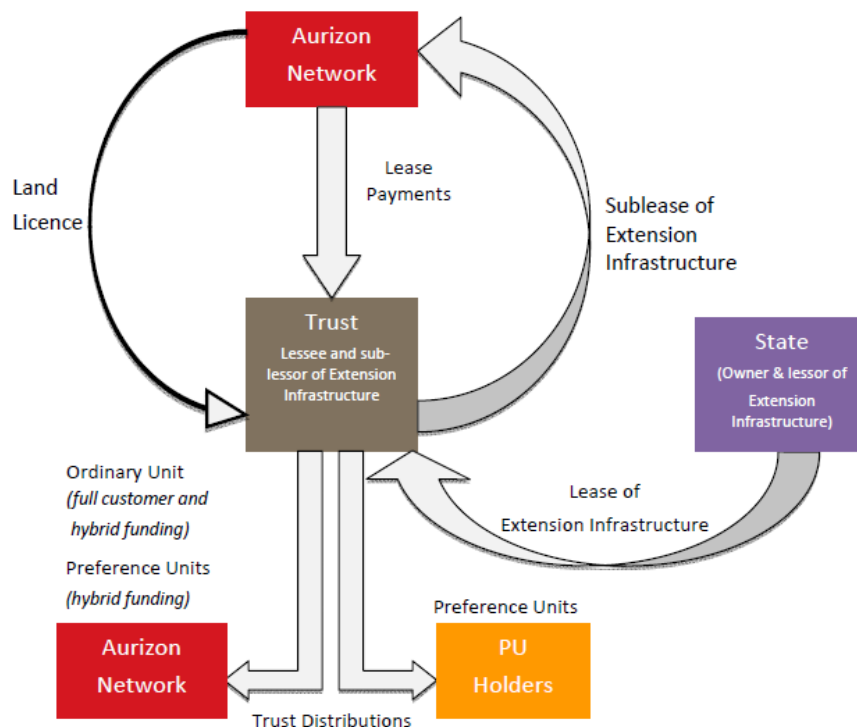 Aurizon
Network
Land
Licence
Lease
Payments
Sublease of
Extension
Infrastructure
Trust
Lessee and sub-
lessor of Extension
Infrastructure
State
(Owner & lessor of
Extension
Infrastructure)
Ordinary Unit
(full customer and
hybrid funding)
Preference Units
(hybrid funding)
Lease of
Extension Infrastructure
Aurizon
Network
Preference Units
PU
Holders
Trust Distributions